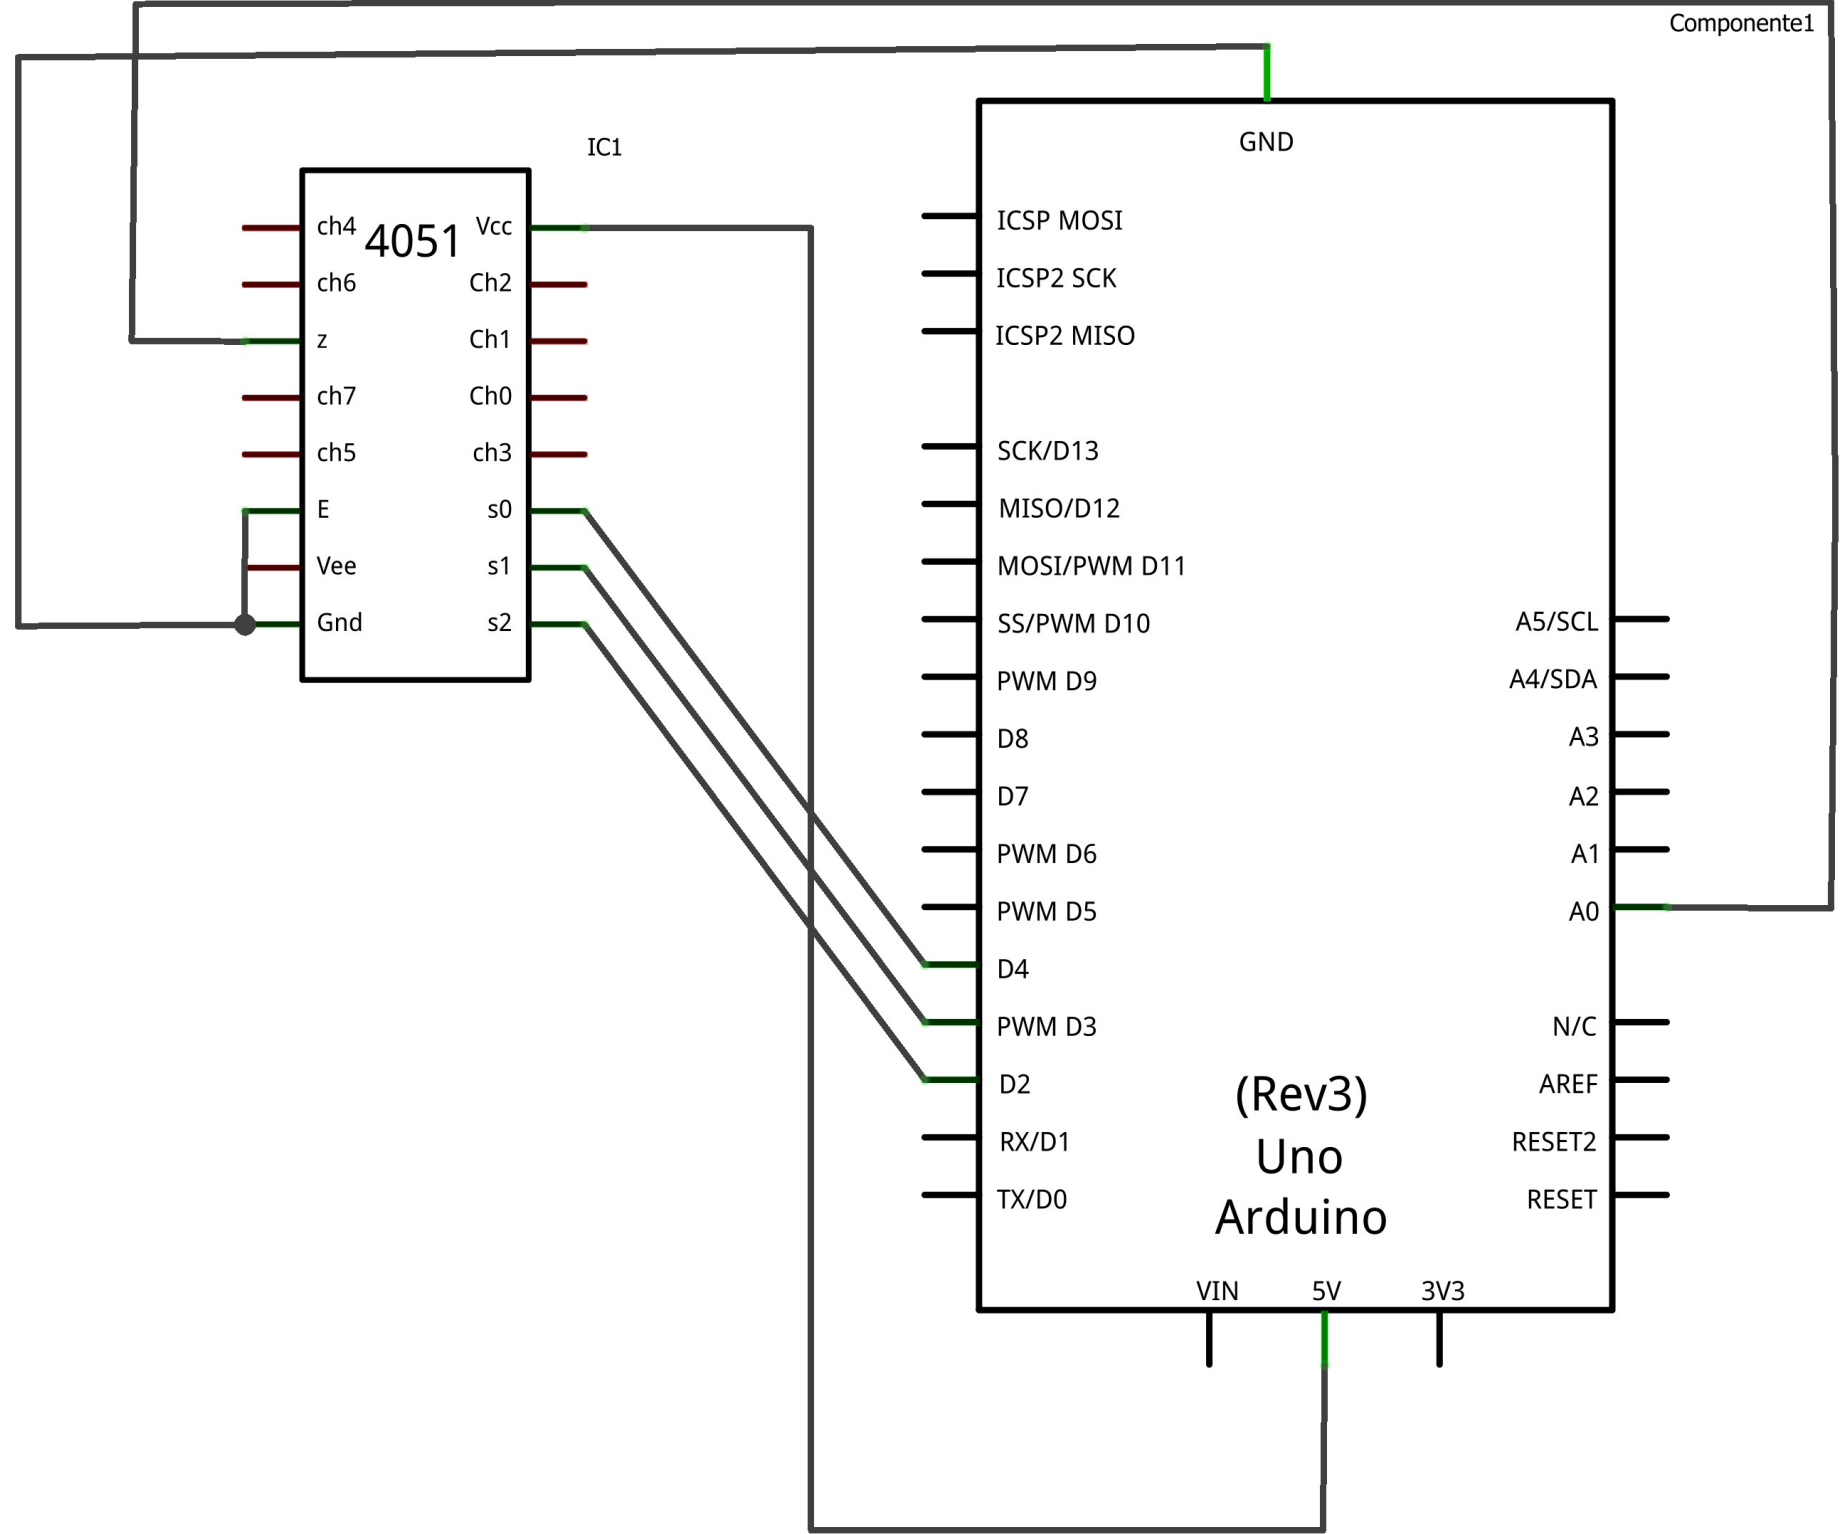 Componente1
IC1
4051
ch4
ch6
z
ch7
ch5
E
Vee
Gnd
Vcc
Ch2
Ch1
Ch0
ch3
s0
s1
s2
GND
ICSP MOSI
ICSP2 SCK
ICSP2 MISO
SCK/D13
MISO/D12
MOSI/PWM D11
SS/PWM D10
PWM D9
D8
D7
PWM D6
PWM D5
D4
PWM D3
D2
RX/D1
TX/D0
A5/SCL
A4/SDA
A3
A2
A1
A0
N/C
AREF
RESET2
RESET
(Rev3)
Uno
Arduino
VIN
5V
3V3